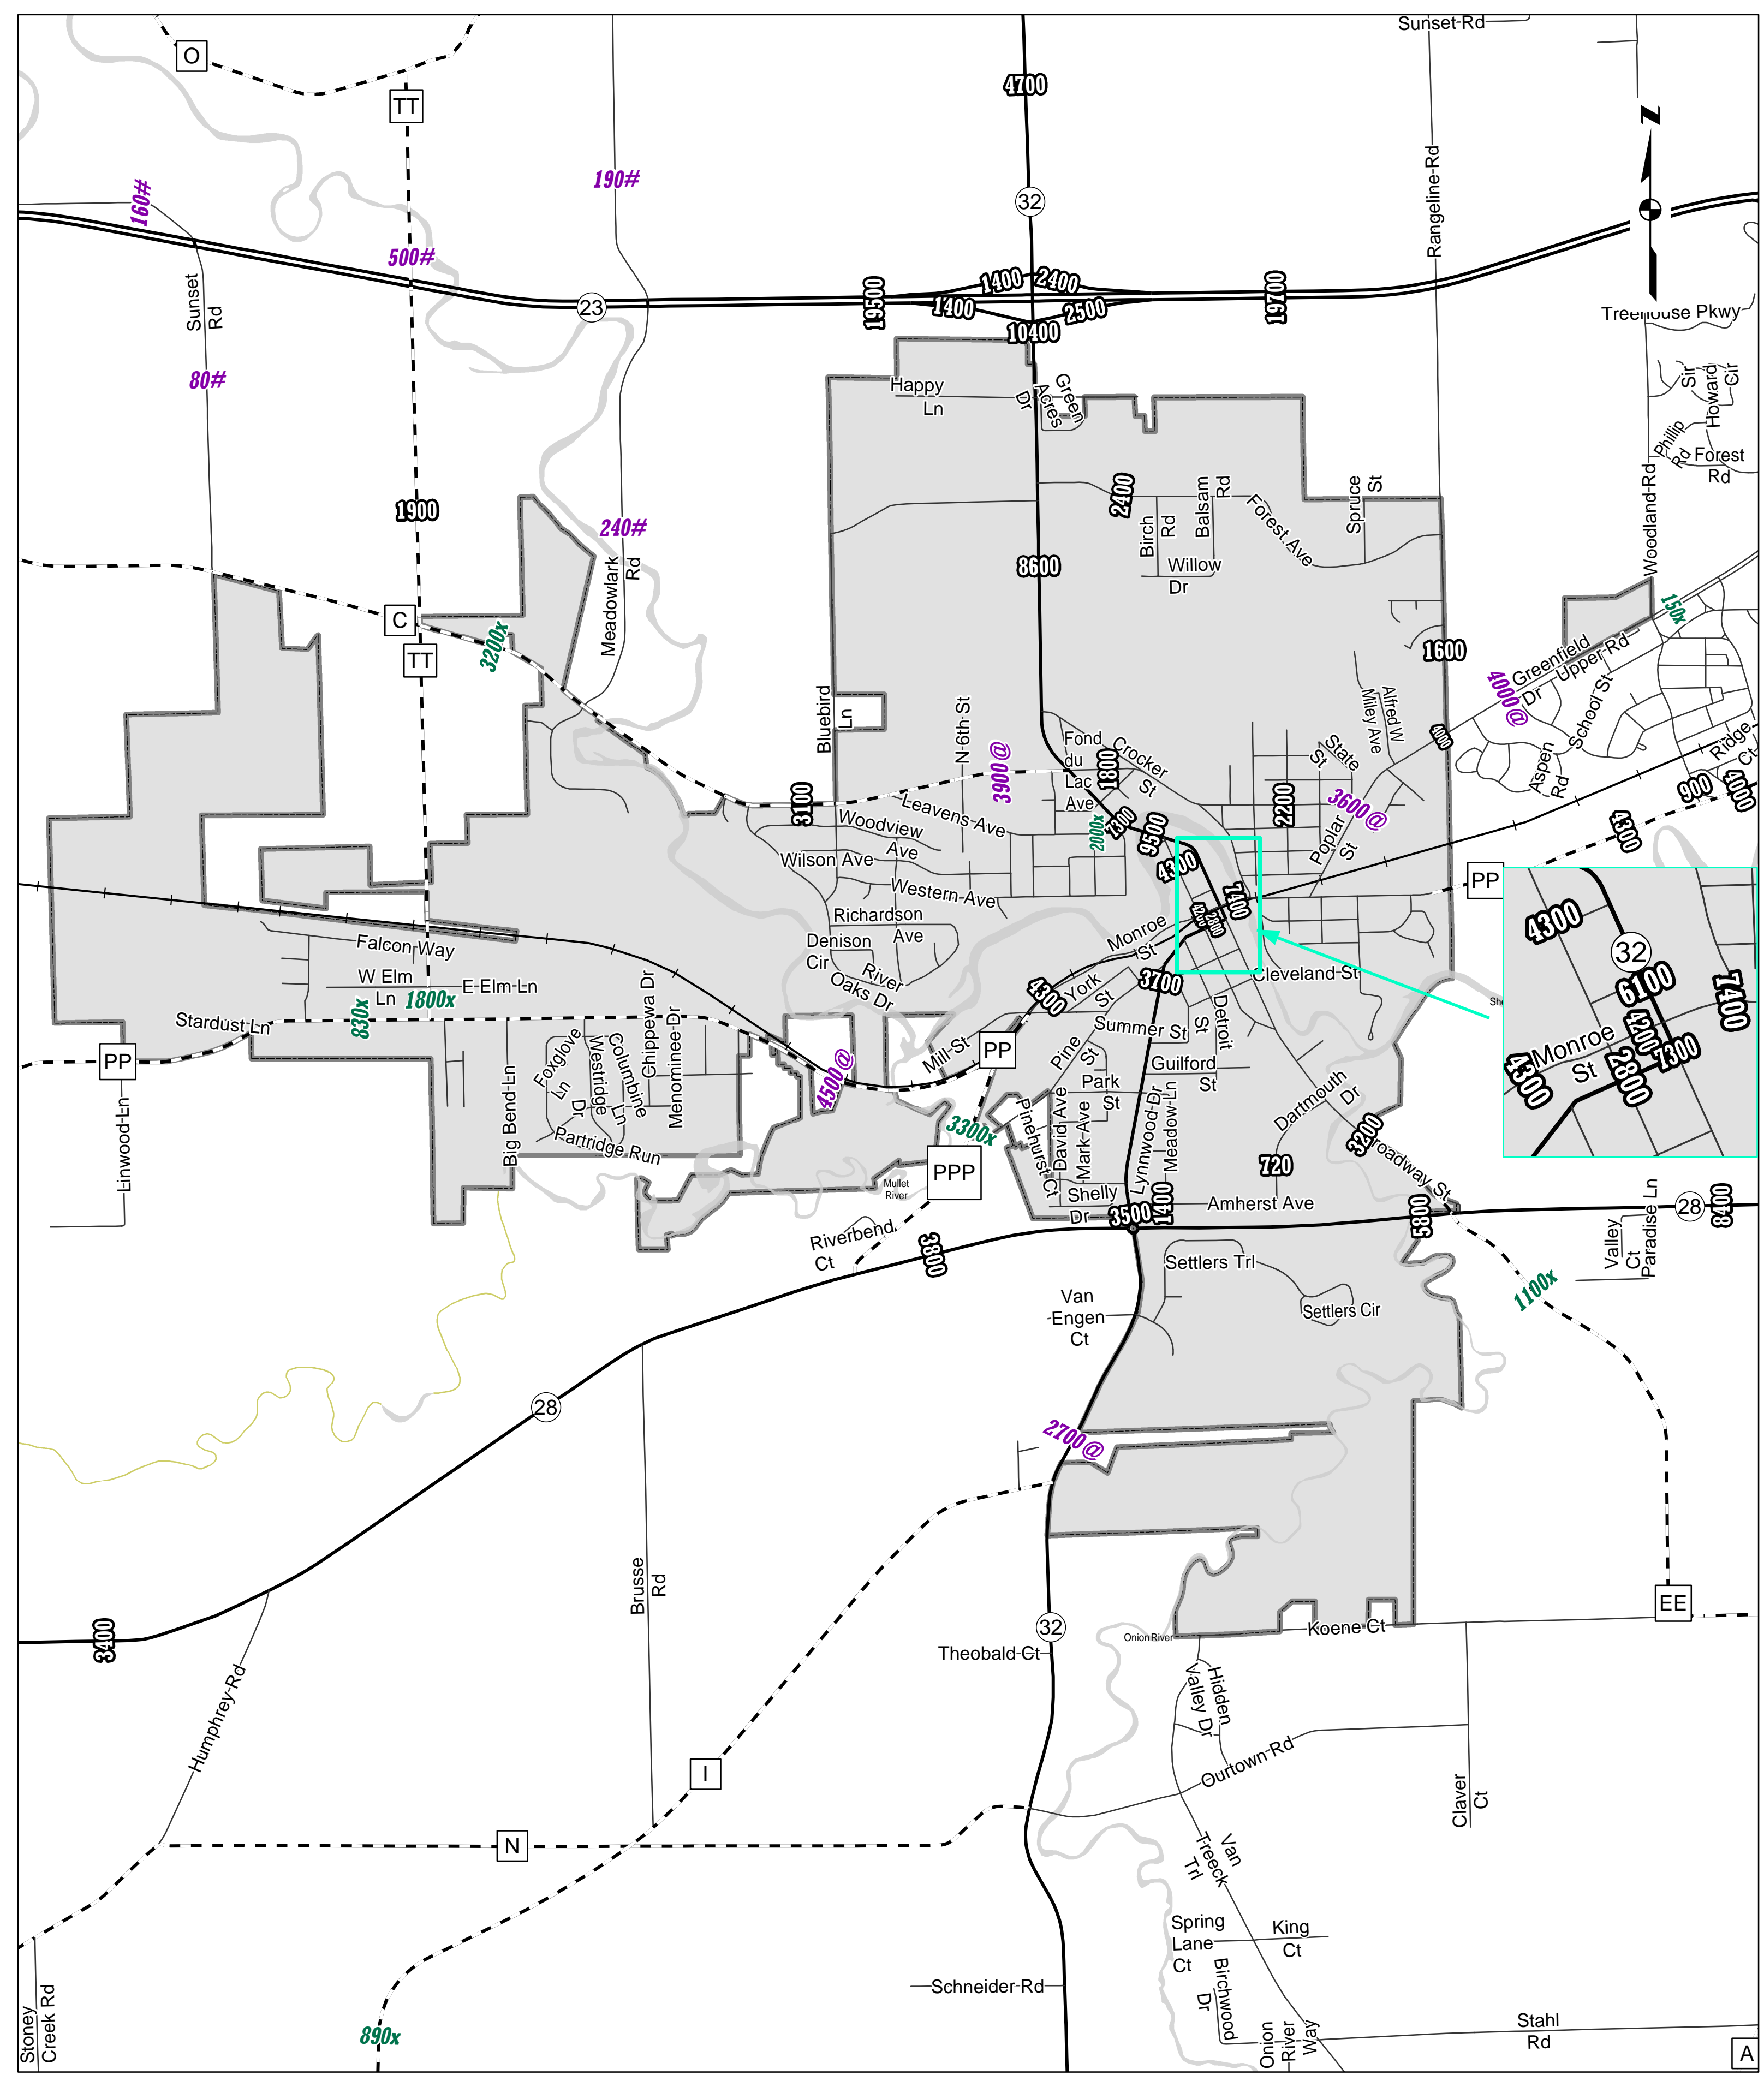 Sunset Rd
O
TT
4700
N
160#
190#
32
Rangeline Rd
500#
Sunset
Rd
23
19500
1400
2400
1400
2500
19700
10400
Treehouse Pkwy
80#
Happy
Ln
Green
Acres
Dr
Sir
Howard
Cir
Phillip
Rd
Forest
Rd
Woodland Rd
1900
240#
2400
Birch
Rd
Balsam
Rd
Forest Ave
Spruce
St
Willow
Dr
8600
Meadowlark
Rd
C
TT
3200x
1600
150x
Greenfield
Dr
Upper Rd
4000@
School St
Alfred W
Miley Ave
Bluebird
Ln
N 6th St
3900@
Fond
du
Lac
Ave
1800
Crocker
St
State
St
4000
Aspen
Rd
Ridge
Ct
900
4000
4300
3100
Leavens Ave
Woodview
Ave
Wilson Ave
Western Ave
Richardson
Ave
Denison
Cir
River
Oaks Dr
2000x
7300
9500
4300
2200
3600@
Poplar
St
7400
4200
2800
PP
Monroe
St
3700
Cleveland St
4300
York
St
Falcon Way
W Elm
Ln
E Elm Ln
830x
1800x
Stardust Ln
PP
Linwood Ln
Big Bend Ln
Foxglove
Ln
Westridge
Dr
Columbine
Ln
Chippewa Dr
Menominee Dr
Partridge Run
4500@
Mill St
PP
Summer St
Detroit
St
Pine
St
Guilford
St
Park
St
Dartmouth
Dr
3200
Broadway St
3300x
PPP
Mullet
River
Pinehurst
Ct
David Ave
Mark Ave
Lynnwood Dr
Meadow Ln
720
Shelly
Dr
3500
1400
Amherst Ave
5800
28
8400
Valley
Ct
Paradise Ln
4300
32
6100
7400
4200
Monroe
St
7300
2800
4300
Riverbend
Ct
3800
Settlers Trl
Settlers Cir
Van
Engen
Ct
1100x
28
2700@
Brusse
Rd
3400
Humphrey Rd
32
Theobald Ct
Onion River
Koene Ct
EE
Hidden
Valley Dr
Ourtown Rd
Claver
Ct
I
N
Van
Treeck
Trl
Spring
Lane
Ct
King
Ct
Schneider Rd
Birchwood
Dr
Onion
River
Way
Stahl
Rd
Stoney
Creek Rd
890x
A